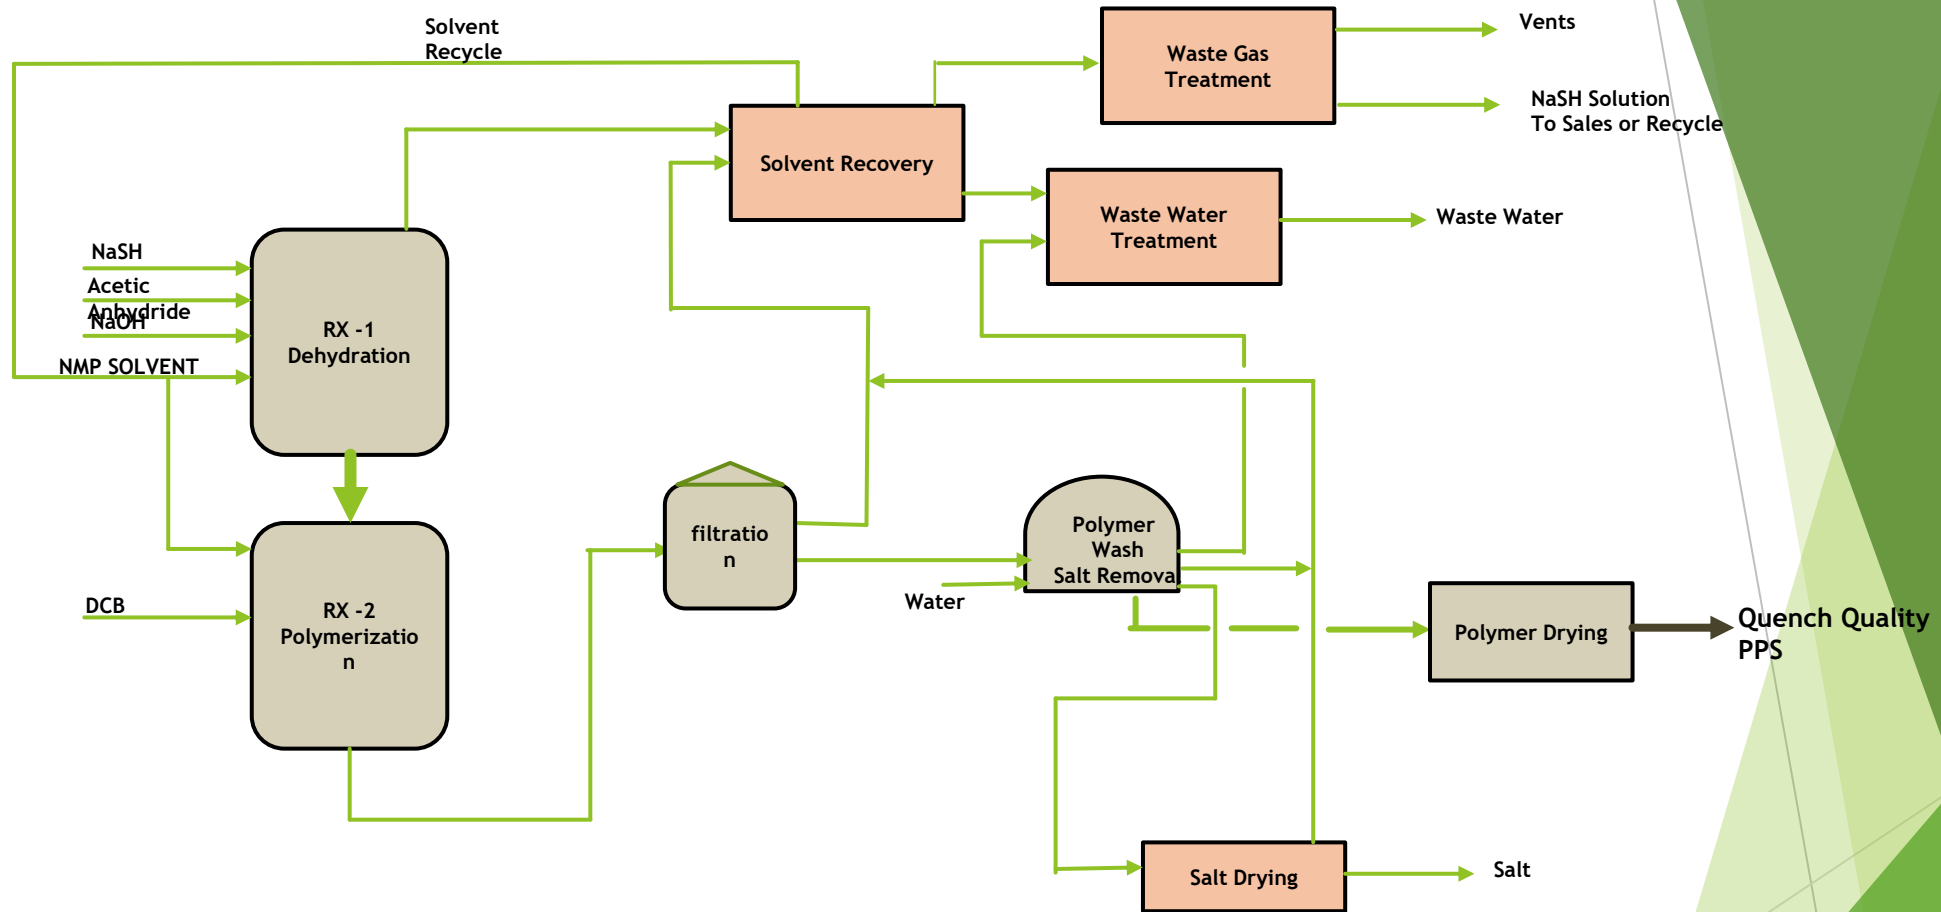 Solvent
Recycle
Waste Gas
Treatment
Vents
NaSH Solution
To Sales or Recycle
Solvent Recovery
Waste Water
Treatment
Waste Water
NaSH
Acetic
Anhydride
NaOH
NMP SOLVENT
RX -1
Dehydration
filtratio
n
Polymer
Wash
Salt Remova
Water
DCB
RX -2
Polymerizatio
n
Polymer Drying
Quench Quality
PPS
Salt Drying
Salt